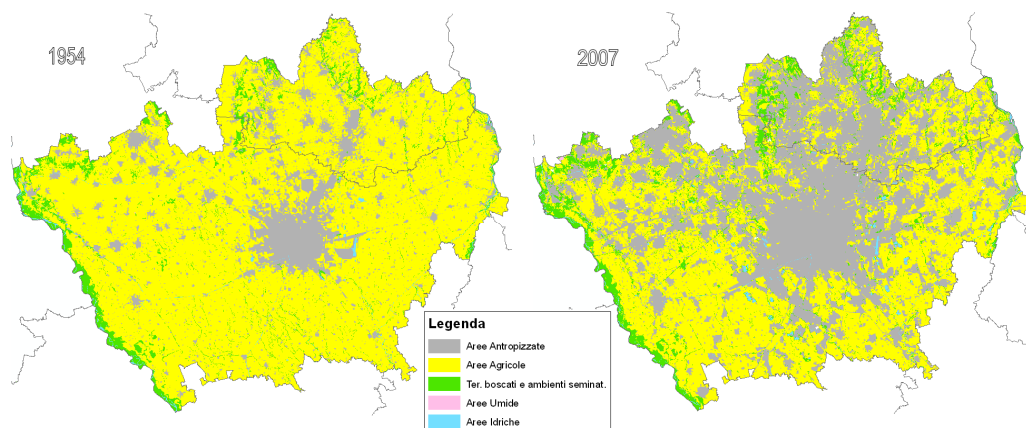 1954
2007
Legenda
Aree Antropizzate
Aree Agricole
Ter. boscati e ambienti seminat.
Aree Umide
Aree Idriche